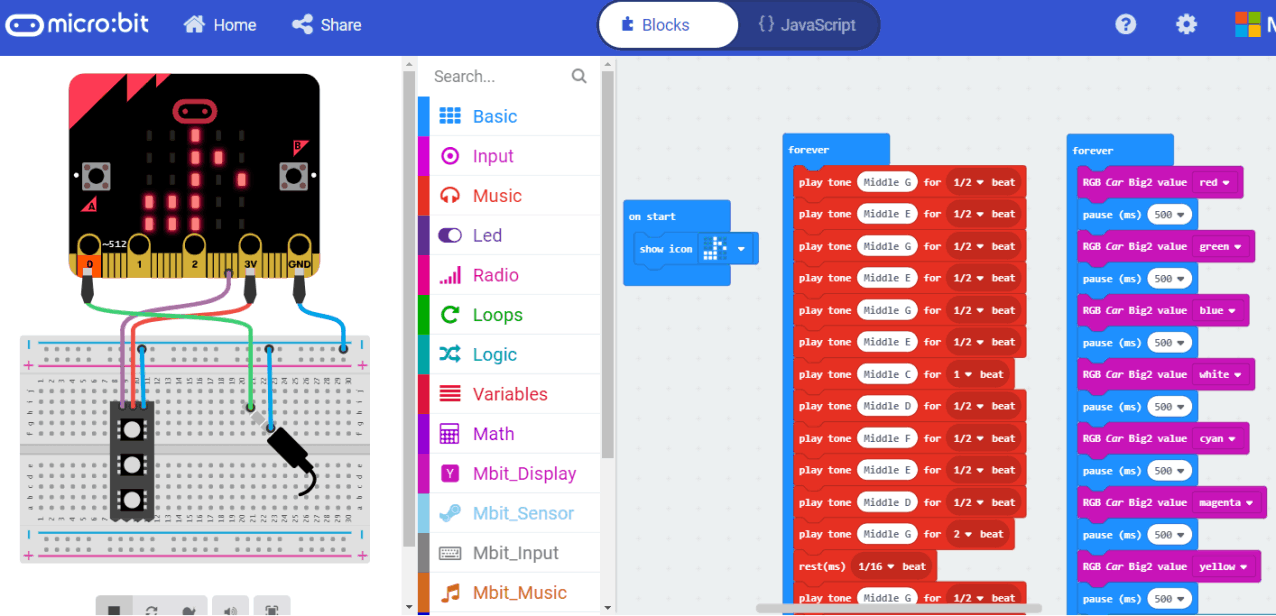 micro:bit Home Share Blocks {} JavaScript ? M
Search...
Basic
Input
Music
Led
Radio
Loops
Logic
Variables
Math
Mbit_Display
Mbit_Sensor
Mbit_Input
Mbit_Music
A
B
~512
0 1 2 3V GND
on start
show icon
forever
play tone Middle G for 1/2 beat
play tone Middle E for 1/2 beat
play tone Middle G for 1/2 beat
play tone Middle E for 1/2 beat
play tone Middle G for 1/2 beat
play tone Middle E for 1/2 beat
play tone Middle C for 1 beat
play tone Middle D for 1/2 beat
play tone Middle F for 1/2 beat
play tone Middle E for 1/2 beat
play tone Middle D for 1/2 beat
play tone Middle G for 2 beat
rest(ms) 1/16 beat
play tone Middle G for 1/2 beat
forever
RGB Car Big2 value red
pause (ms) 500
RGB Car Big2 value green
pause (ms) 500
RGB Car Big2 value blue
pause (ms) 500
RGB Car Big2 value white
pause (ms) 500
RGB Car Big2 value cyan
pause (ms) 500
RGB Car Big2 value magenta
pause (ms) 500
RGB Car Big2 value yellow
pause (ms) 500